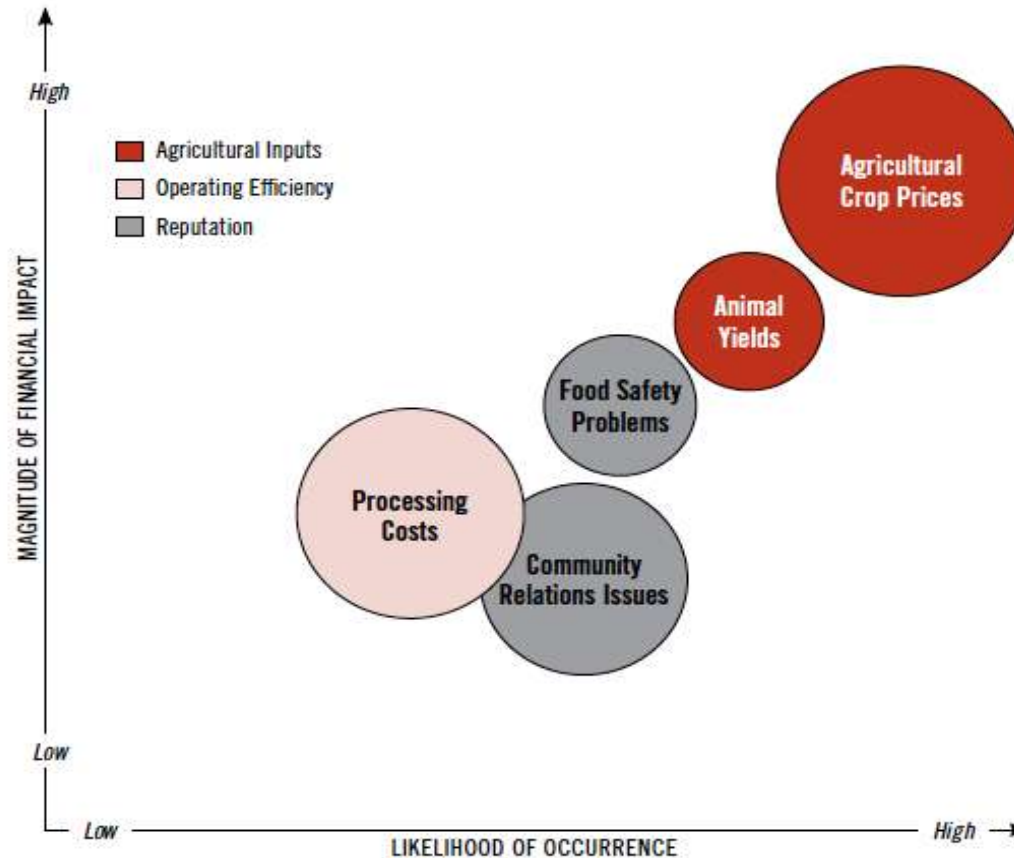 High
Agricultural Inputs
Operating Efficiency
Reputation
Agricultural
Crop Prices
Animal
Yields
Food Safety
Problems
Processing
Costs
Community
Relations Issues
MAGNITUDE OF FINANCIAL IMPACT
Low
Low
High
LIKELIHOOD OF OCCURRENCE